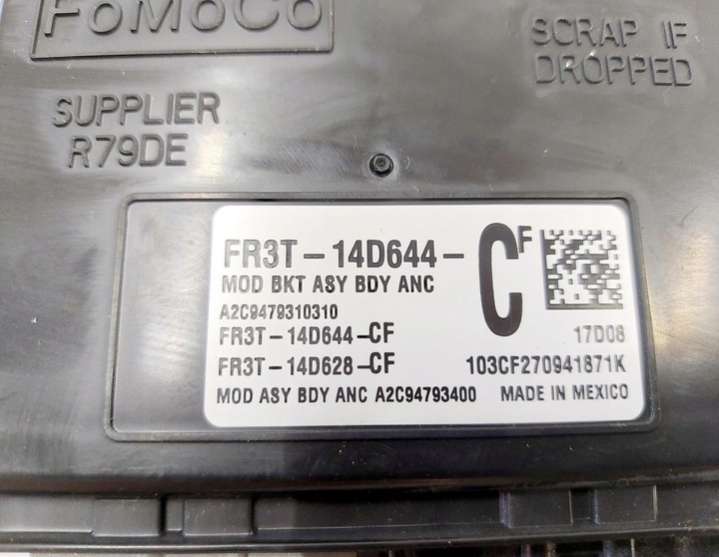 FoMoCo
SCRAP IF
DROPPED
SUPPLIER
R79DE
FR3T-14D644-CF
MOD BKT ASY BDY ANC
A2C9479310310
FR3T-14D644-CF 17D08
FR3T-14D628-CF 103CF270941871K
MOD ASY BDY ANC A2C94793400 MADE IN MEXICO